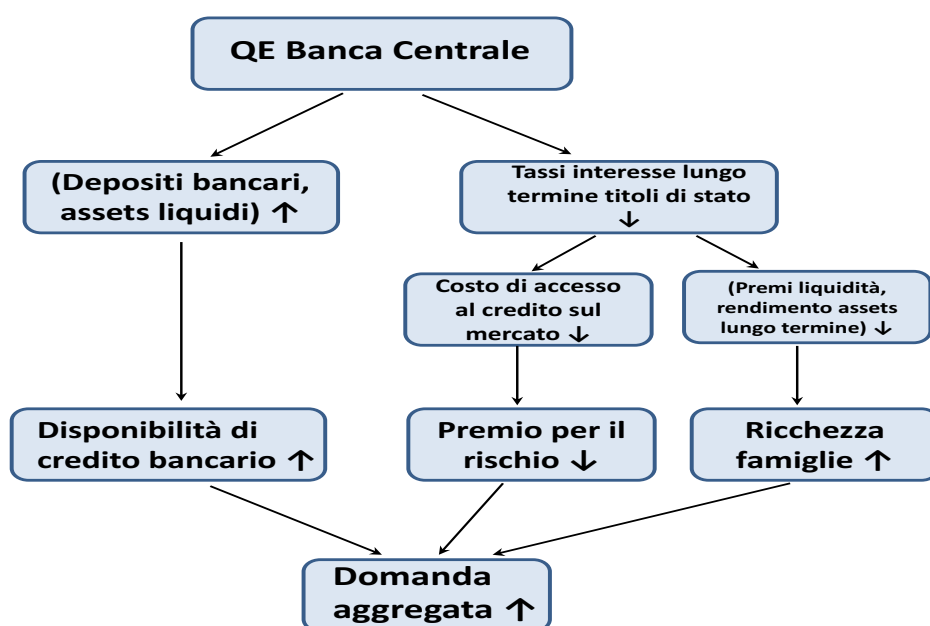 QE Banca Centrale
(Depositi bancari,
assets liquidi) ↑
Tassi interesse lungo
termine titoli di stato
↓
Costo di accesso
al credito sul
mercato ↓
(Premi liquidità,
rendimento assets
lungo termine) ↓
Disponibilità di
credito bancario ↑
Premio per il
rischio ↓
Ricchezza
famiglie ↑
Domanda
aggregata ↑